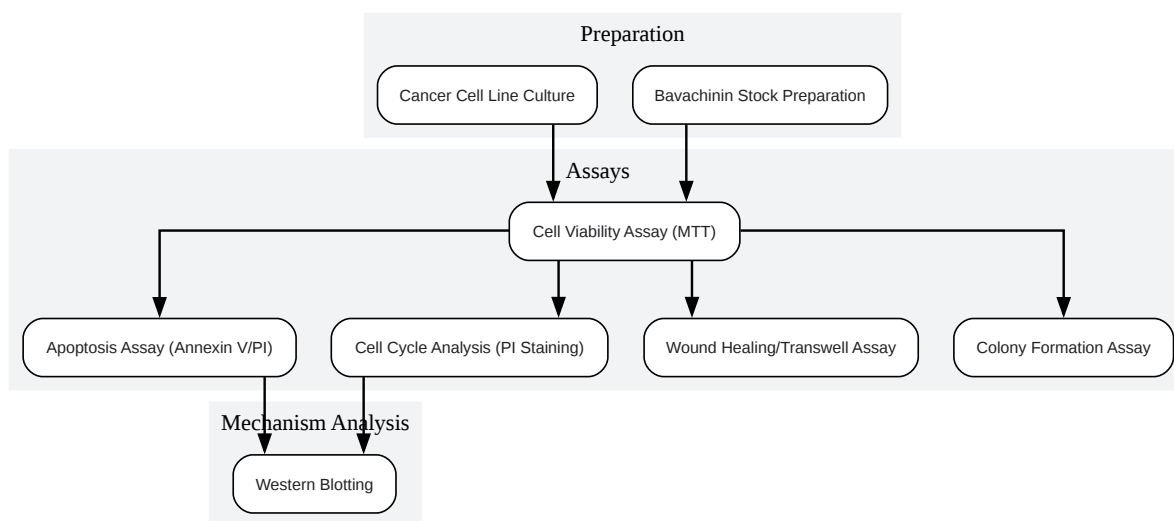 Preparation
Cancer Cell Line Culture
Bavachinin Stock Preparation
Assays
Cell Viability Assay (MTT)
Apoptosis Assay (Annexin V/PI)
Cell Cycle Analysis (PI Staining)
Wound Healing/Transwell Assay
Colony Formation Assay
Mechanism Analysis
Western Blotting